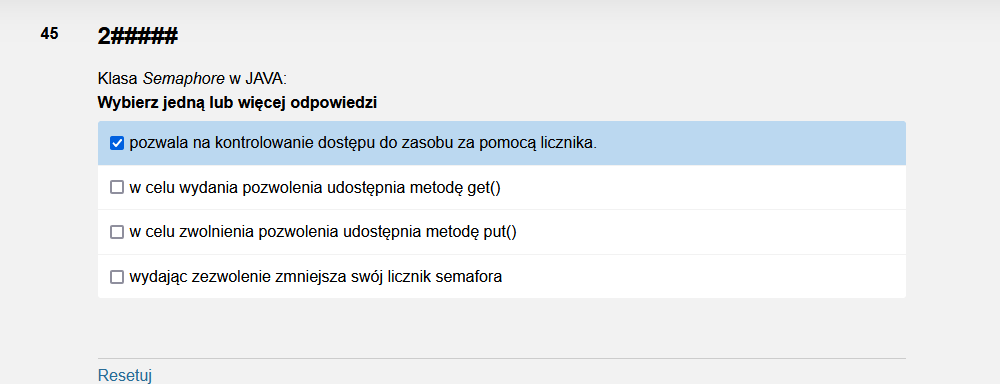 45
2#####
Klasa Semaphore w JAVA:
Wybierz jedną lub więcej odpowiedzi
pozwala na kontrolowanie dostępu do zasobu za pomocą licznika.
w celu wydania pozwolenia udostępnia metodę get()
w celu zwolnienia pozwolenia udostępnia metodę put()
wydając zezwolenie zmniejsza swój licznik semafora
Resetuj